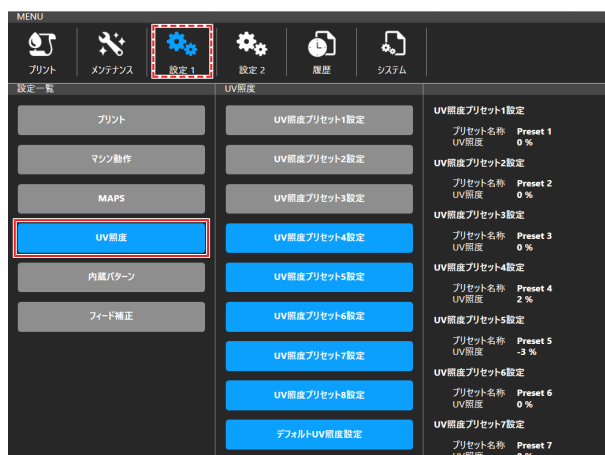 MENU
プリント
メンテナンス
設定 1
設定 2
履歴
システム
設定一覧
UV照度
プリント
マシン動作
MAPS
UV照度
内蔵パターン
フィード補正
UV照度プリセット1設定
UV照度プリセット2設定
UV照度プリセット3設定
UV照度プリセット4設定
UV照度プリセット5設定
UV照度プリセット6設定
UV照度プリセット7設定
UV照度プリセット8設定
デフォルトUV照度設定
UV照度プリセット1設定
プリセット名称 Preset 1
UV照度 0 %
UV照度プリセット2設定
プリセット名称 Preset 2
UV照度 0 %
UV照度プリセット3設定
プリセット名称 Preset 3
UV照度 0 %
UV照度プリセット4設定
プリセット名称 Preset 4
UV照度 2 %
UV照度プリセット5設定
プリセット名称 Preset 5
UV照度 -3 %
UV照度プリセット6設定
プリセット名称 Preset 6
UV照度 0 %
UV照度プリセット7設定
プリセット名称 Preset 7